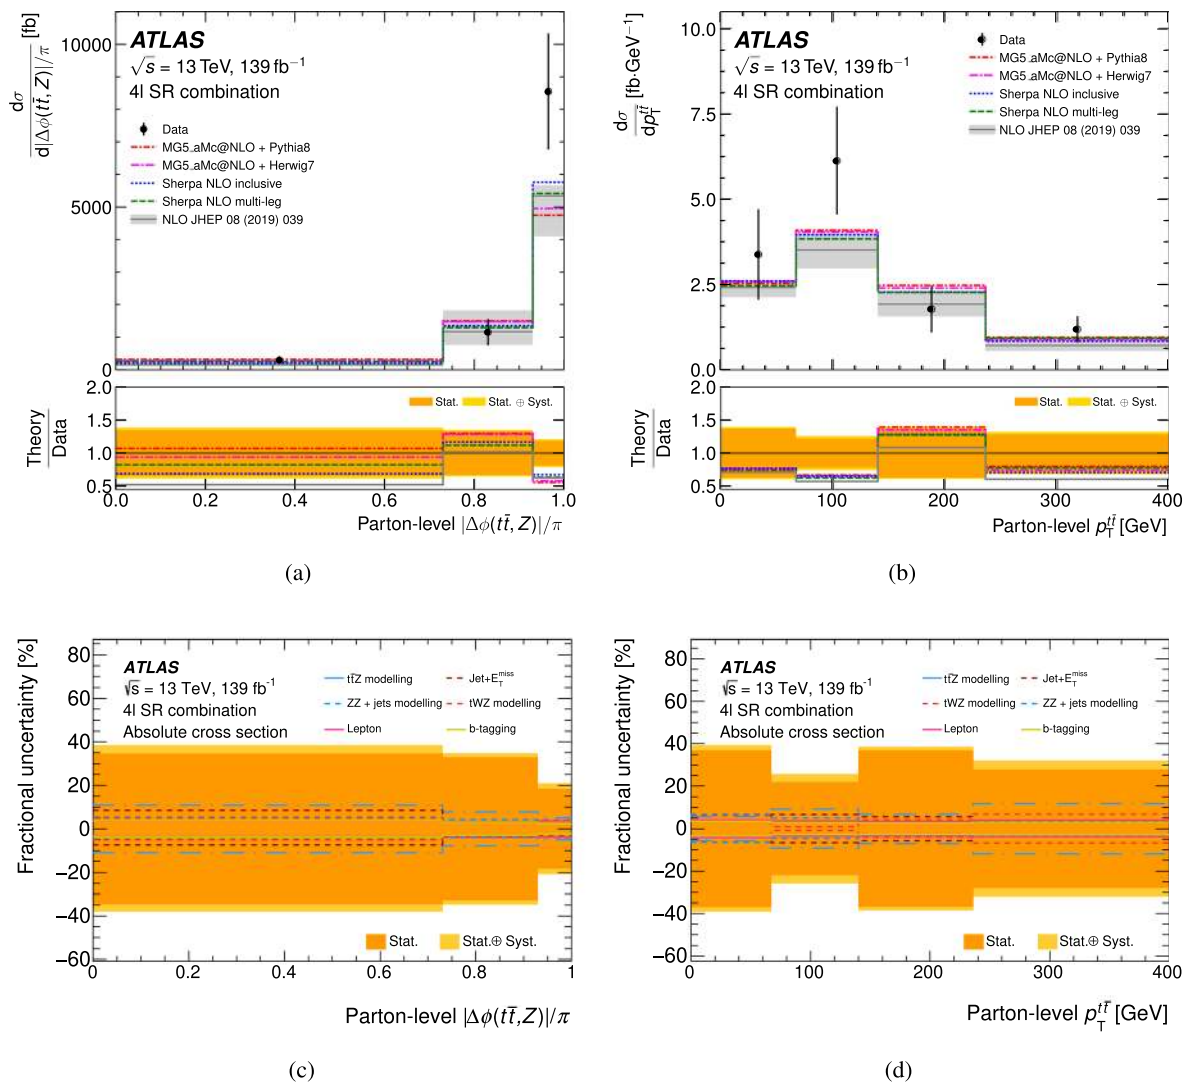 dσ
d|Δϕ(tt̄, Z)|/π [fb]
10000
5000
0
ATLAS
√s = 13 TeV, 139 fb⁻¹
4l SR combination
Data
MG5_aMc@NLO + Pythia8
MG5_aMc@NLO + Herwig7
Sherpa NLO inclusive
Sherpa NLO multi-leg
NLO JHEP 08 (2019) 039
Theory
Data
2.0
1.5
1.0
0.5
Stat. Stat. ⊕ Syst.
0.0 0.2 0.4 0.6 0.8 1.0
Parton-level |Δϕ(tt̄, Z)|/π
(a)
dσ
dp_T^{tt̄} [fb·GeV⁻¹]
10.0
7.5
5.0
2.5
0.0
ATLAS
√s = 13 TeV, 139 fb⁻¹
4l SR combination
Data
MG5_aMc@NLO + Pythia8
MG5_aMc@NLO + Herwig7
Sherpa NLO inclusive
Sherpa NLO multi-leg
NLO JHEP 08 (2019) 039
Theory
Data
2.0
1.5
1.0
0.5
Stat. Stat. ⊕ Syst.
0 100 200 300 400
Parton-level p_T^{tt̄} [GeV]
(b)
Fractional uncertainty [%]
80
60
40
20
0
−20
−40
−60
ATLAS
√s = 13 TeV, 139 fb⁻¹
4l SR combination
Absolute cross section
tt̄Z modelling Jet+E_T^{miss}
ZZ + jets modelling tWZ modelling
Lepton b-tagging
Stat. Stat.⊕ Syst.
0 0.2 0.4 0.6 0.8 1
Parton-level |Δϕ(tt̄,Z)|/π
(c)
Fractional uncertainty [%]
80
60
40
20
0
−20
−40
−60
ATLAS
√s = 13 TeV, 139 fb⁻¹
4l SR combination
Absolute cross section
tt̄Z modelling Jet+E_T^{miss}
tWZ modelling ZZ + jets modelling
Lepton b-tagging
Stat. Stat.⊕ Syst.
0 100 200 300 400
Parton-level p_T^{tt̄} [GeV]
(d)